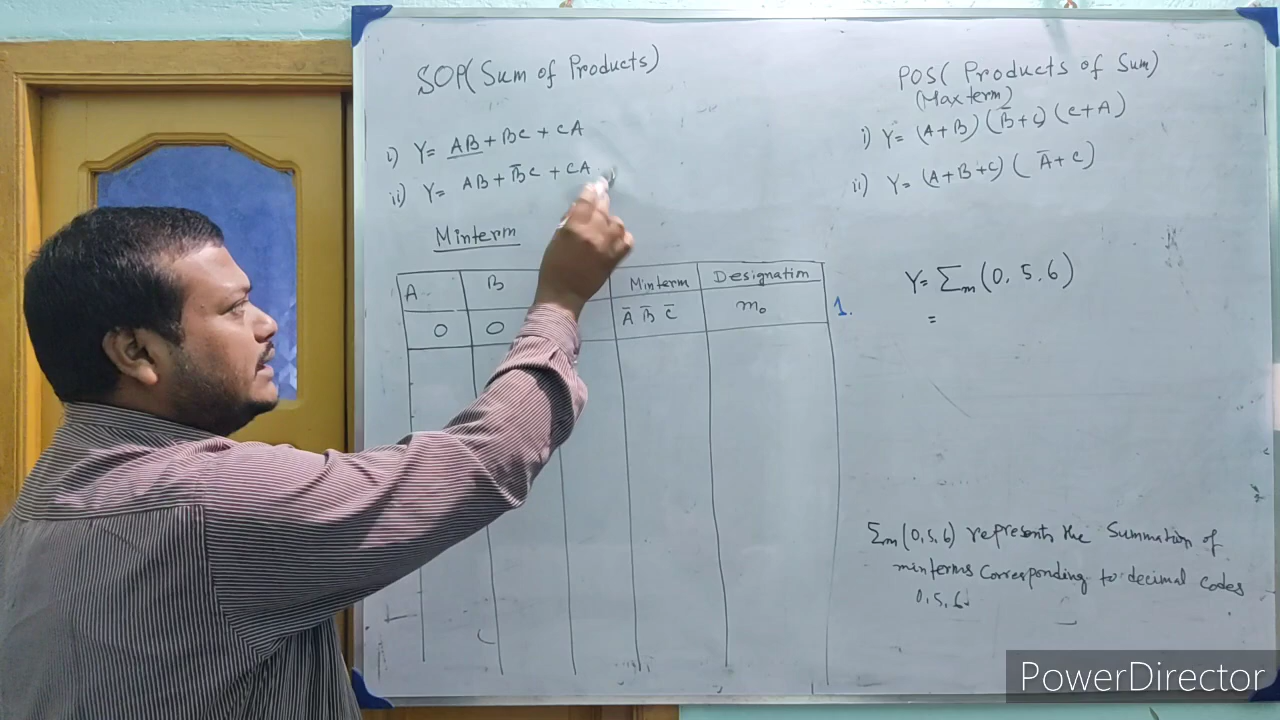 SOP (Sum of Products)
i) Y= AB + BC + CA
ii) Y= AB + B̅C + CA
Minterm
A B Minterm Designation
0 0 A̅ B̅ C̅ m₀
1.
POS ( Products of Sum)
(Max term)
i) Y= (A+B) (B̅+C) (C+A)
ii) Y= (A+B+C) ( A̅+C)
Y= Σm (0, 5, 6)
=
Σm (0,5,6) represents the Summation of
minterms Corresponding to decimal codes
0,5,6.
PowerDirector